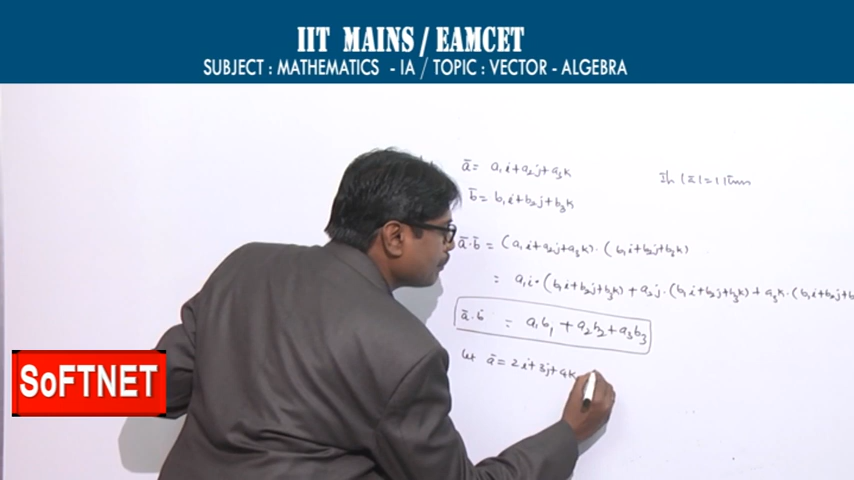 IIT MAINS / EAMCET
SUBJECT : MATHEMATICS - IA / TOPIC : VECTOR - ALGEBRA
ā = a₁i + a₂j + a₃k
b̄ = b₁i + b₂j + b₃k
ā·b̄ = (a₁i + a₂j + a₃k) · (b₁i + b₂j + b₃k)
= a₁i · (b₁i + b₂j + b₃k) + a₂j · (b₁i + b₂j + b₃k) + a₃k · (b₁i + b₂j + b
ā·b̄ = a₁b₁ + a₂b₂ + a₃b₃
let ā = 2i + 3j + 4k
SoFTNET